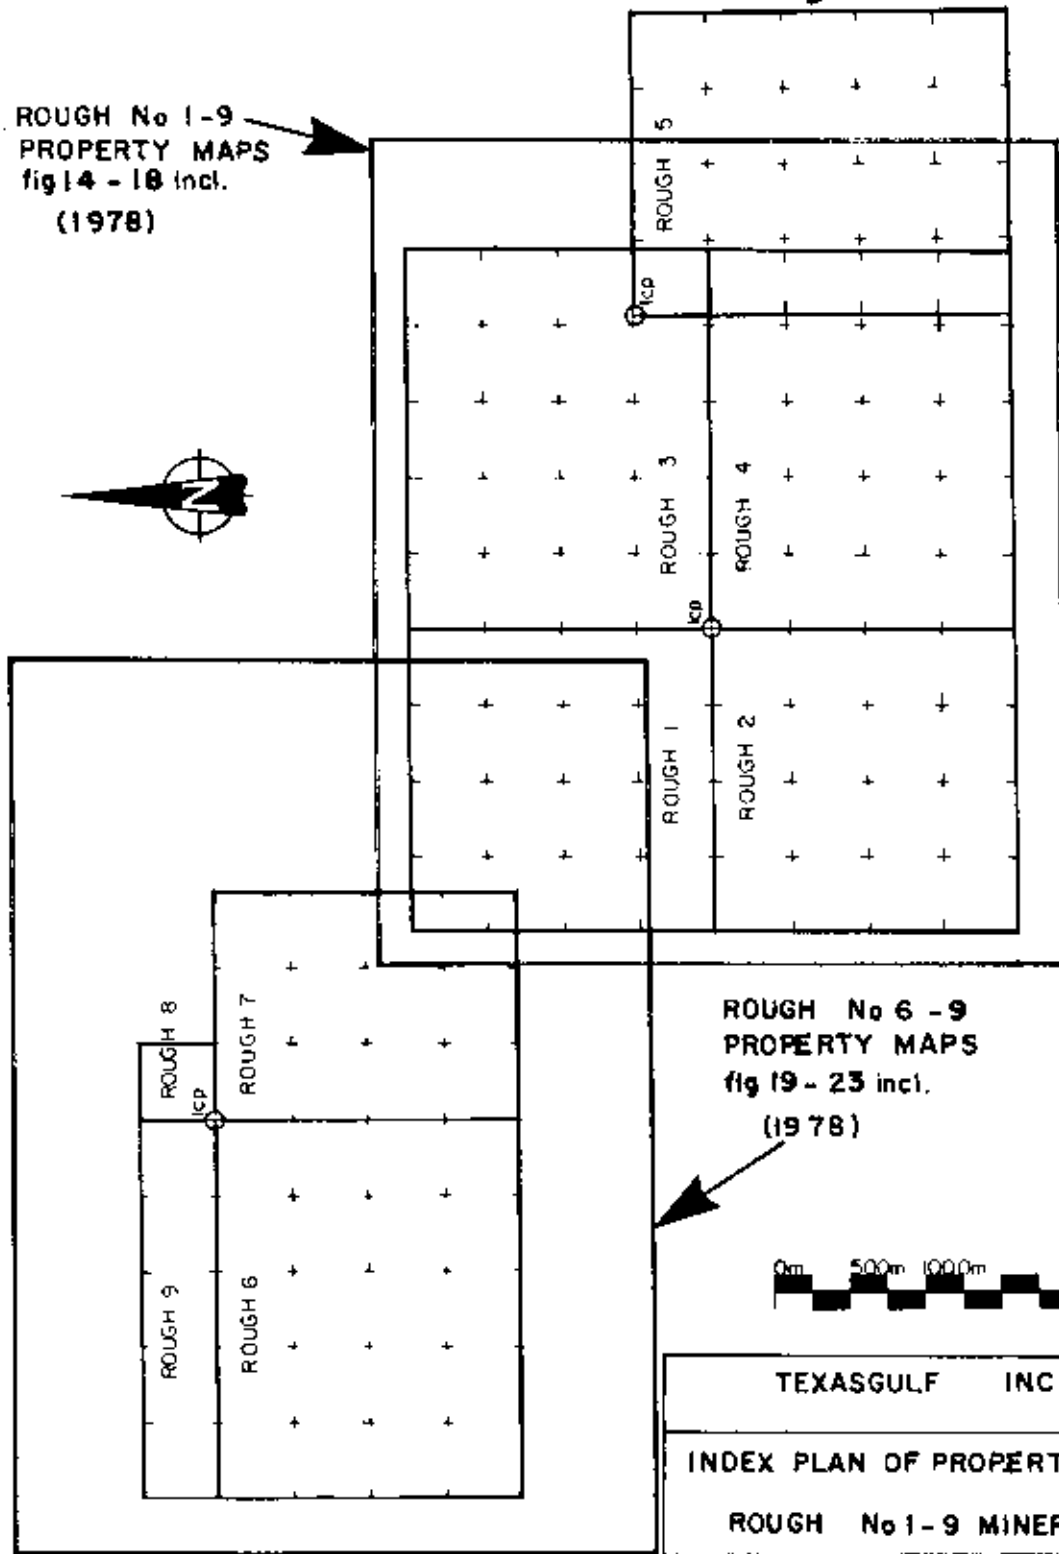 ROUGH No 1-9
PROPERTY MAPS
fig 14 - 18 incl.
(1978)
ROUGH 5
lcp
N
ROUGH 3
ROUGH 4
lcp
ROUGH 1
ROUGH 2
ROUGH No 6 - 9
PROPERTY MAPS
fig 19 - 23 incl.
(1978)
ROUGH 8
ROUGH 7
lcp
ROUGH 9
ROUGH 6
0m 500m 1000m
TEXASGULF INC
INDEX PLAN OF PROPERT
ROUGH No 1 - 9 MINER